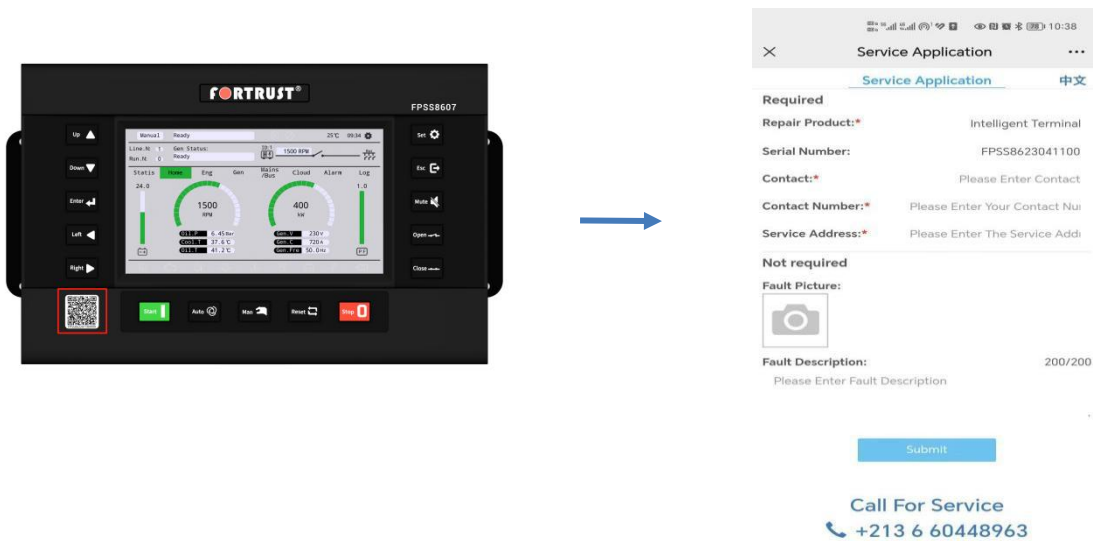 FORTRUST®
FPSS8607
Up
Down
Enter
Left
Right
Set
Esc
Mute
Open
Close
Manual Ready 25℃ 09:34
Line.N: 1 Gen Status: 1500 RPM
Run.N: 0 Ready
Statis Home Eng Gen Mains/Bus Cloud Alarm Log
24.0 1.0
1500 400
RPM kW
Oil.P 6.45Bar Gen.V 230V
Cool.T 37.6℃ Gen.C 720A
Oil.T 41.2℃ Gen.Fre 50.0Hz
Start Auto Man Reset Stop
10:38
Service Application
Service Application 中文
Required
Repair Product:* Intelligent Terminal
Serial Number: FPSS8623041100
Contact:* Please Enter Contact
Contact Number:* Please Enter Your Contact Nu
Service Address:* Please Enter The Service Addr
Not required
Fault Picture:
Fault Description: 200/200
Please Enter Fault Description
Submit
Call For Service
+213 6 60448963